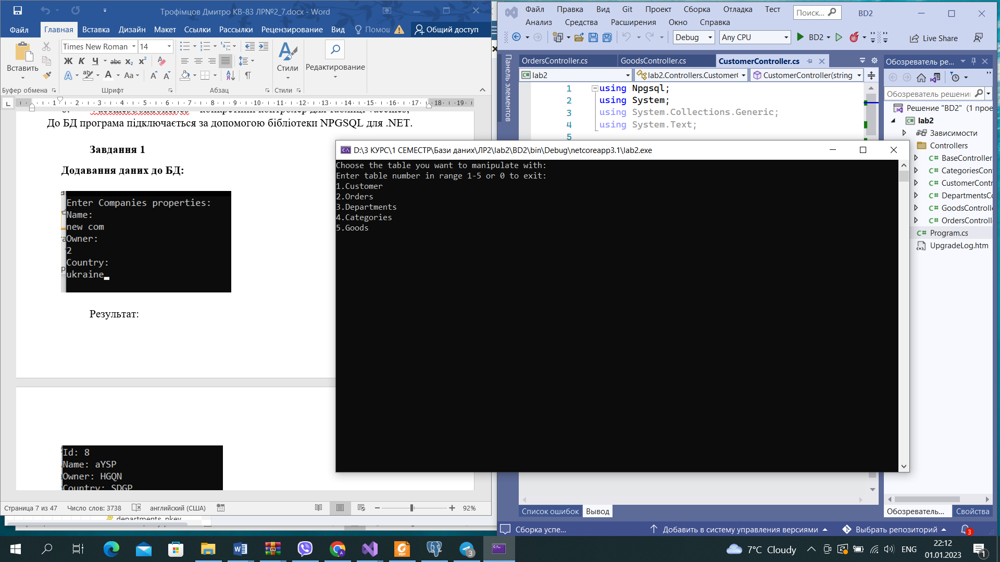 Трофімцов Дмитро КВ-83 ЛР№2_7.docx - Word
Файл
Главная
Вставка
Дизайн
Макет
Ссылки
Рассылки
Рецензирование
Вид
Помощ
Общий доступ
Вставить
Times New Roman
14
Ж К Ч abc x₂ x²
Aa
Стили
Редактирование
Буфер обмена
Шрифт
Абзац
Стили
До БД програма підключається за допомогою бібліотеки NPGSQL для .NET.
Завдання 1
Додавання даних до БД:
Enter Companies properties:
Name:
new com
Owner:
2
Country:
ukraine
Результат:
Id: 8
Name: aYSP
Owner: HGQN
Country: SDGP
Страница 7 из 47
Число слов: 3738
английский (США)
92%
departments_pkey
Файл Правка Вид Git Проект Сборка Отладка Тест
Анализ Средства Расширения Окно Справка
Поиск...
BD2
Debug
Any CPU
BD2
Live Share
Панель элементов
OrdersController.cs
GoodsController.cs
CustomerController.cs
lab2
lab2.Controllers.Customer
CustomerController(string
1 using Npgsql;
2 using System;
3 using System.Collections.Generic;
4 using System.Text;
5
Обозреватель ре...
Обозреватель решени
Решение "BD2" (1 прое
lab2
Зависимости
Controllers
BaseController
CategoriesCon
CustomerContr
DepartmentsCo
GoodsControlle
OrdersControll
Program.cs
UpgradeLog.htm
D:\3 КУРС\1 СЕМЕСТР\Бази даних\ЛР2\lab2\BD2\bin\Debug\netcoreapp3.1\lab2.exe
Choose the table you want to manipulate with:
Enter table number in range 1-5 or 0 to exit:
1.Customer
2.Orders
3.Departments
4.Categories
5.Goods
Список ошибок
Вывод
Обозреватель...
Свойства
Сборка успе...
Добавить в систему управления версиями
Выбрать репозиторий
3
7°C Cloudy
ENG
22:12
01.01.2023
1